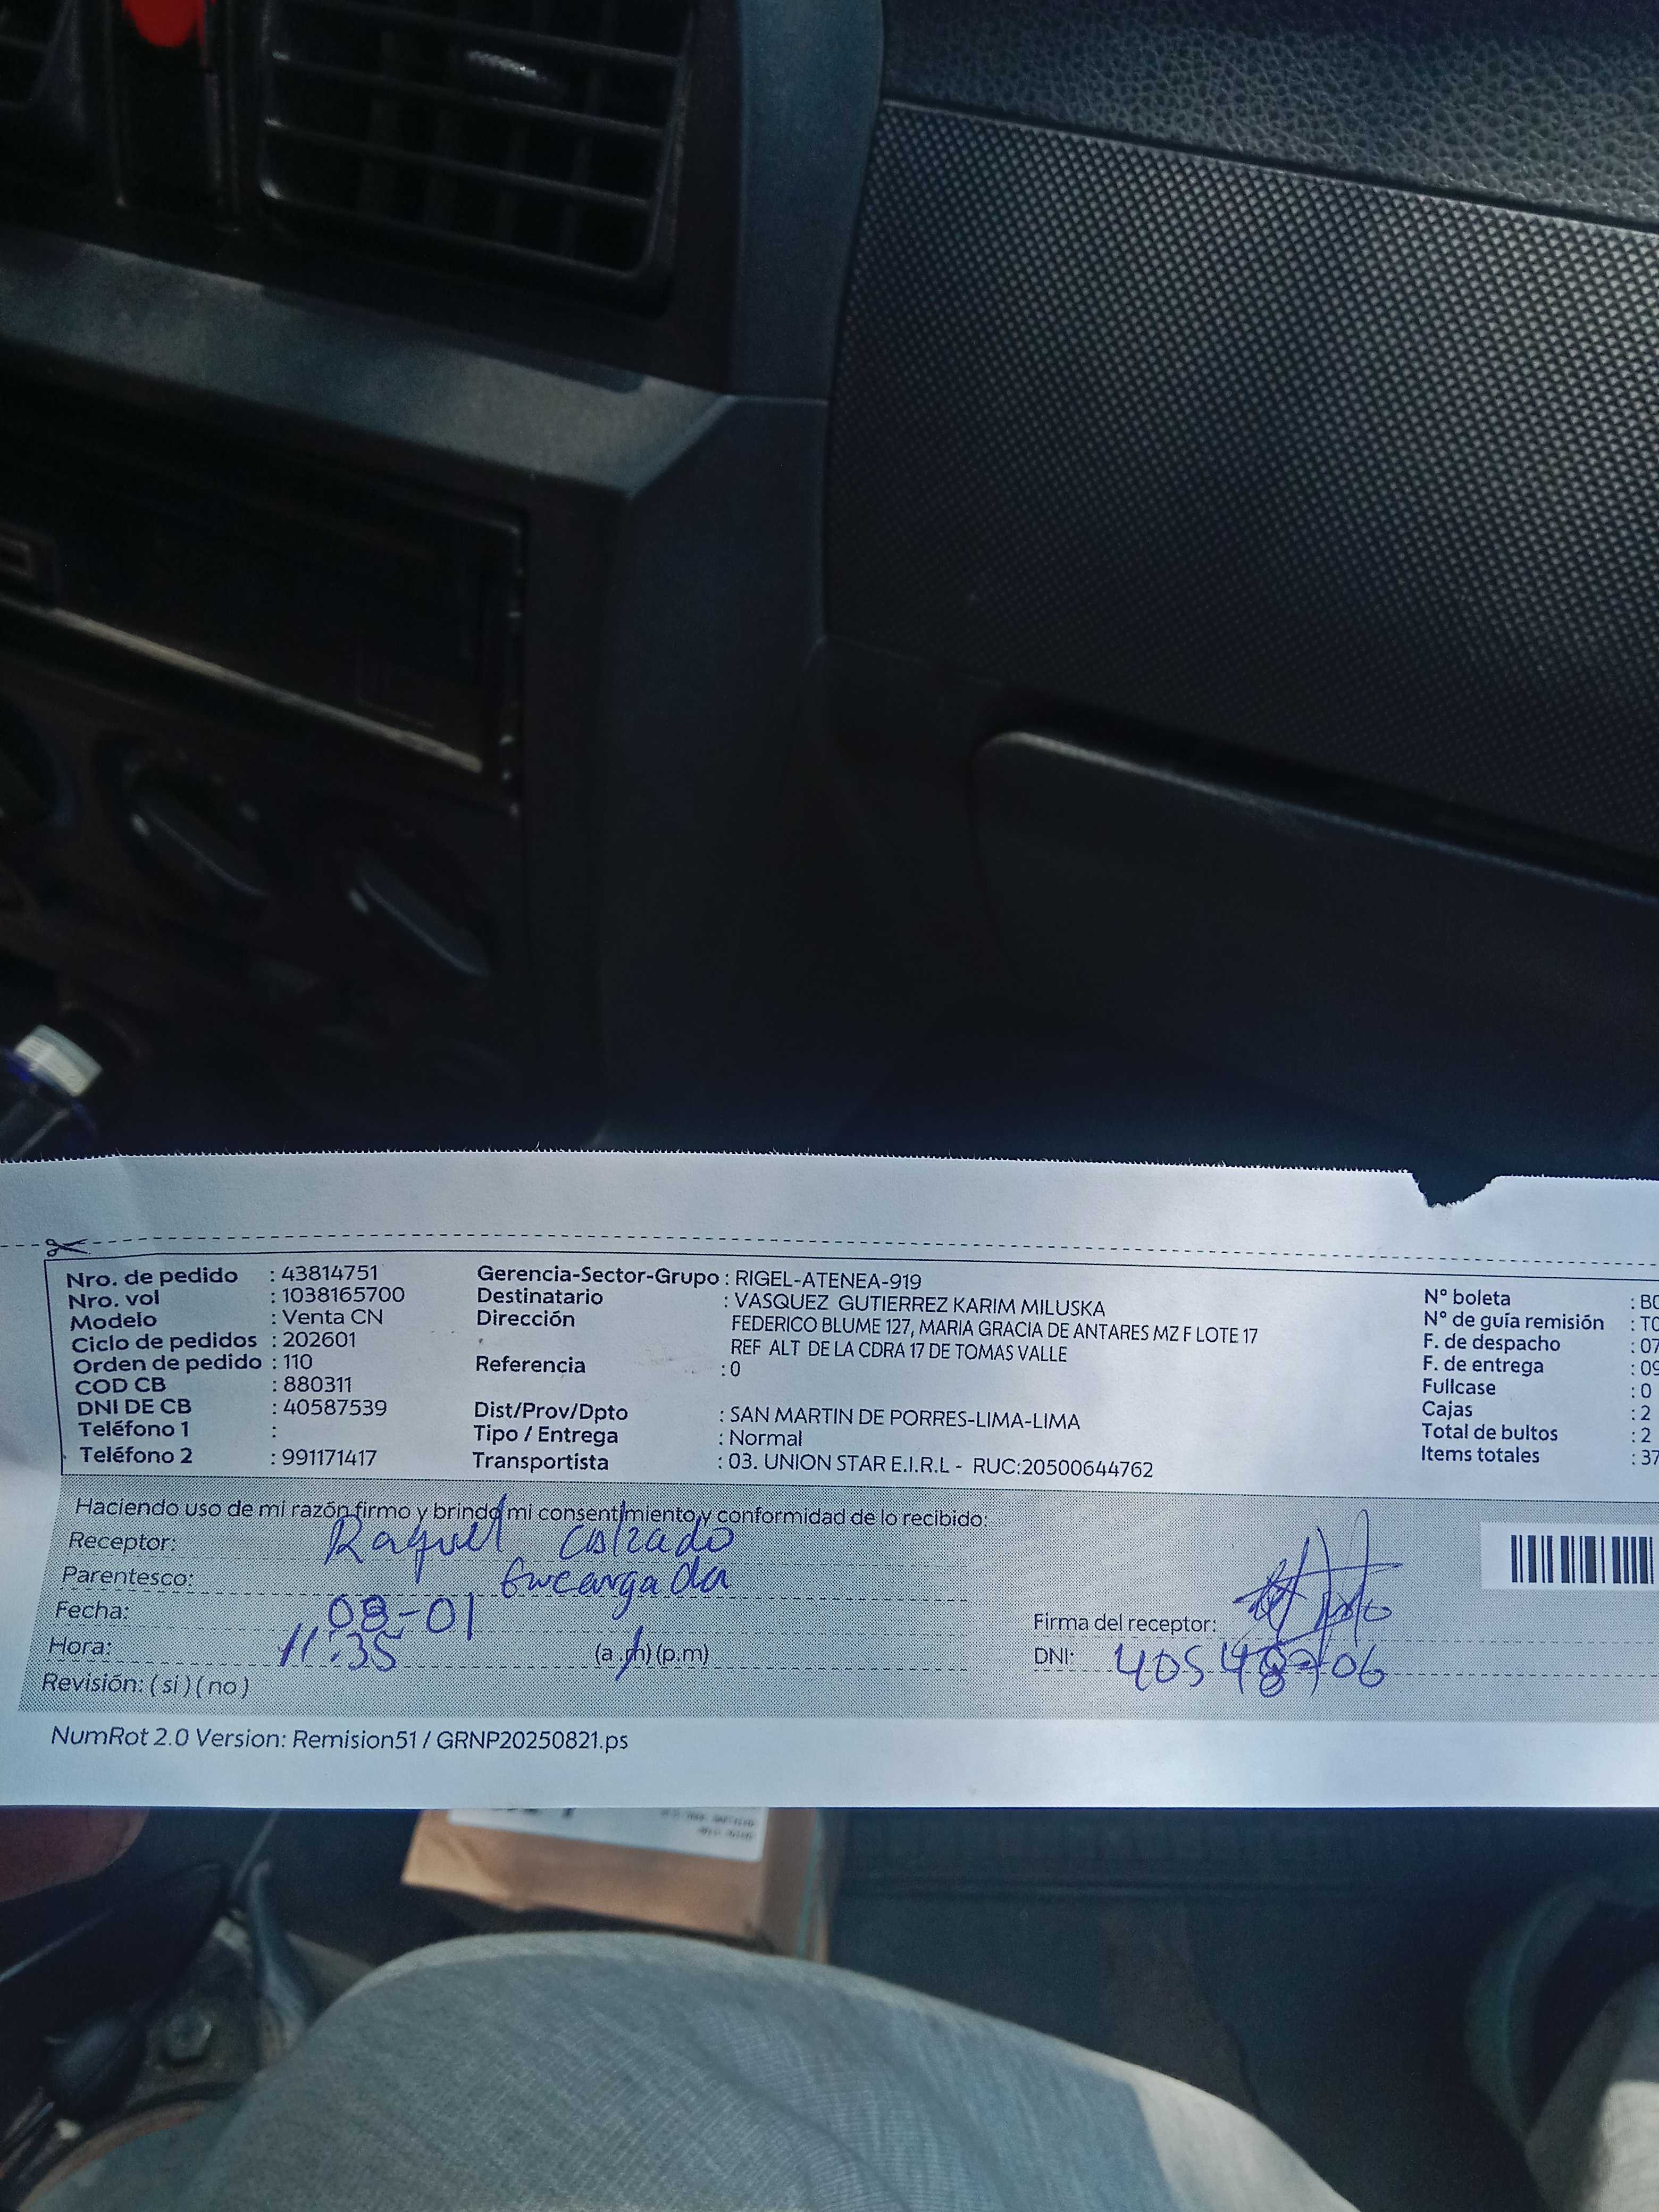 Nro. de pedido : 43814751
Nro. vol : 1038165700
Modelo : Venta CN
Ciclo de pedidos : 202601
Orden de pedido : 110
COD CB : 880311
DNI DE CB : 40587539
Teléfono 1 :
Teléfono 2 : 991171417
Gerencia-Sector-Grupo : RIGEL-ATENEA-919
Destinatario : VASQUEZ GUTIERREZ KARIM MILUSKA
Dirección FEDERICO BLUME 127, MARIA GRACIA DE ANTARES MZ F LOTE 17
REF ALT DE LA CDRA 17 DE TOMAS VALLE
Referencia : 0
Dist/Prov/Dpto : SAN MARTIN DE PORRES-LIMA-LIMA
Tipo / Entrega : Normal
Transportista : 03. UNION STAR E.I.R.L - RUC:20500644762
N° boleta : B0
N° de guía remisión : T0
F. de despacho : 07
F. de entrega : 09
Fullcase : 0
Cajas : 2
Total de bultos : 2
Items totales : 37
Haciendo uso de mi razón firmo y brindo mi consentimiento y conformidad de lo recibido:
Receptor: Raquel Calzado
Parentesco: Encargada
Fecha: 08-01
Hora: 11:35 (a.m) (p.m)
Revisión: ( si ) ( no )
Firma del receptor:
DNI:
NumRot 2.0 Version: Remision51 / GRNP20250821.ps